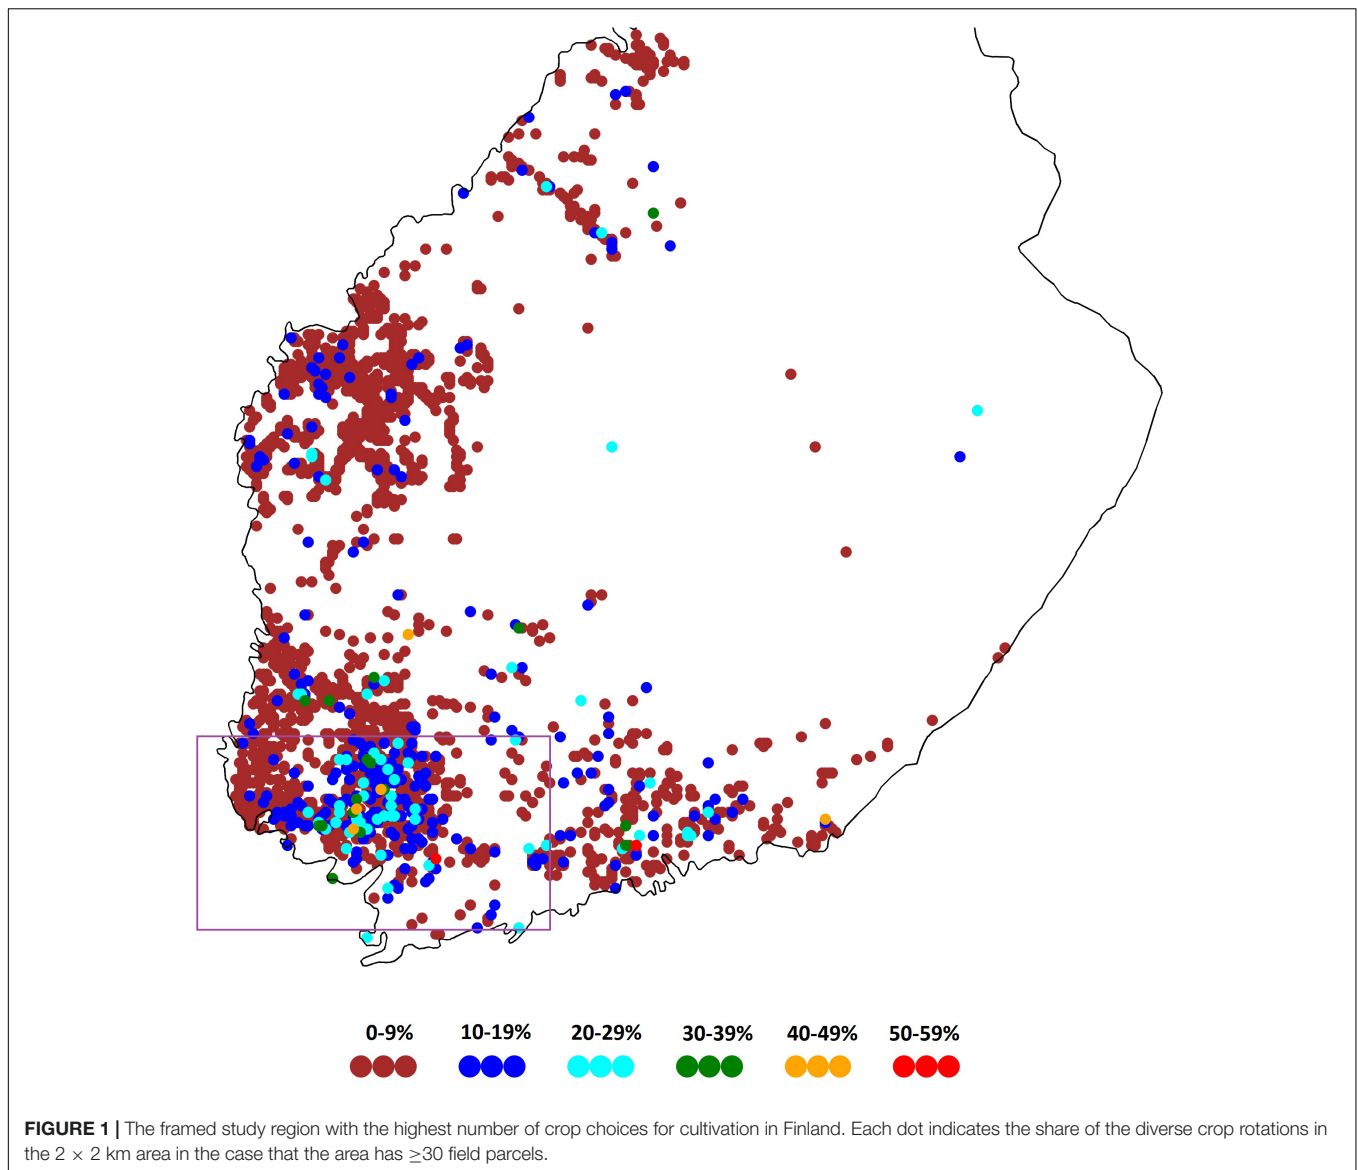 0-9% 10-19% 20-29% 30-39% 40-49% 50-59%
FIGURE 1 | The framed study region with the highest number of crop choices for cultivation in Finland. Each dot indicates the share of the diverse crop rotations in
the 2 × 2 km area in the case that the area has ≥30 field parcels.